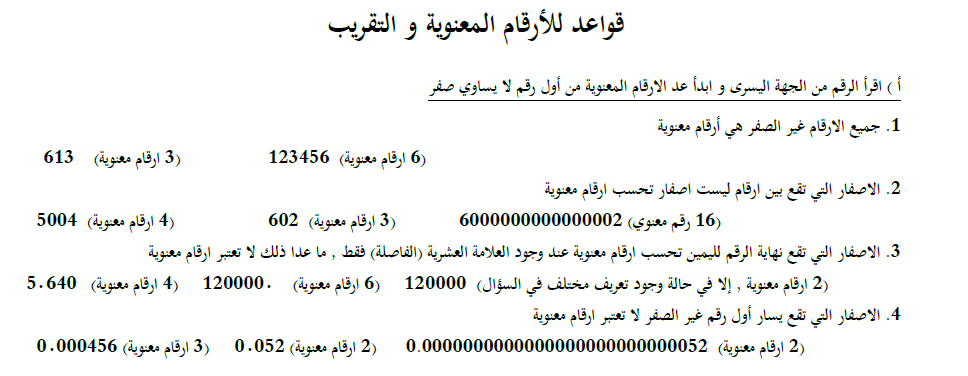 قواعد للأرقام المعنوية و التقريب
أ ) اقرأ الرقم من الجهة اليسرى و ابدأ عد الارقام المعنوية من أول رقم لا يساوي صفر
1. جميع الارقام غير الصفر هي أرقام معنوية
613 (3 ارقام معنوية) 123456 (6 ارقام معنوية)
2. الاصفار التي تقع بين ارقام ليست اصفار تحسب ارقام معنوية
5004 (4 ارقام معنوية) 602 (3 ارقام معنوية) 6000000000000002 (16 رقم معنوي)
3. الاصفار التي تقع نهاية الرقم لليمين تحسب ارقام معنوية عند وجود العلامة العشرية (الفاصلة) فقط , ما عدا ذلك لا تعتبر ارقام معنوية
5.640 (4 ارقام معنوية) 120000. (6 ارقام معنوية) 120000 (2 ارقام معنوية , إلا في حالة وجود تعريف مختلف في السؤال)
4. الاصفار التي تقع يسار أول رقم غير الصفر لا تعتبر ارقام معنوية
0.000456 (3 ارقام معنوية) 0.052 (2 ارقام معنوية) 0.00000000000000000000000000052 (2 ارقام معنوية)